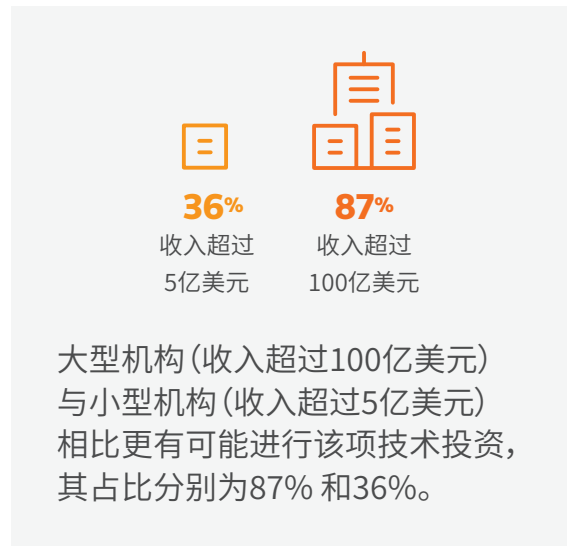 36% 87%
收入超过 收入超过
5亿美元 100亿美元
大型机构（收入超过100亿美元）
与小型机构（收入超过5亿美元）
相比更有可能进行该项技术投资，
其占比分别为87% 和36%。